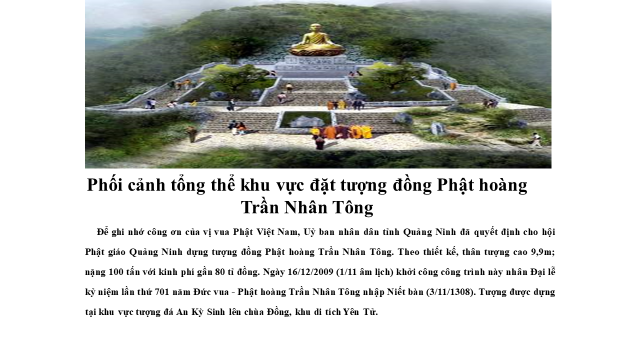 Phối cảnh tổng thể khu vực đặt tượng đồng Phật hoàng
Trần Nhân Tông
Để ghi nhớ công ơn của vị vua Phật Việt Nam, Uỷ ban nhân dân tỉnh Quảng Ninh đã quyết định cho hội
Phật giáo Quảng Ninh dựng tượng đồng Phật hoàng Trần Nhân Tông. Theo thiết kế, thân tượng cao 9,9m;
nặng 100 tấn với kinh phí gần 80 tỉ đồng. Ngày 16/12/2009 (1/11 âm lịch) khởi công công trình này nhân Đại lễ
kỷ niệm lần thứ 701 năm Đức vua - Phật hoàng Trần Nhân Tông nhập Niết bàn (3/11/1308). Tượng được dựng
tại khu vực tượng đá An Kỳ Sinh lên chùa Đồng, khu di tích Yên Tử.